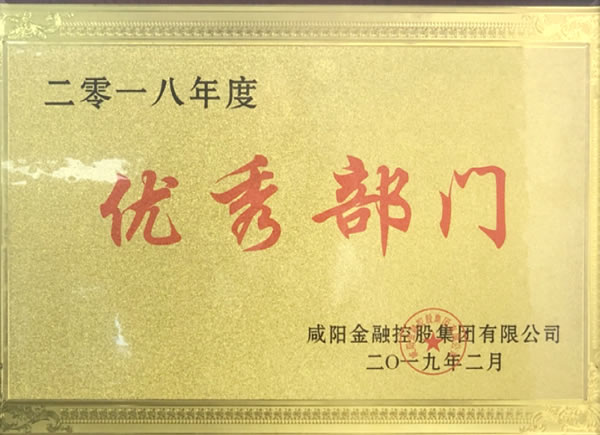 二零一八年度
优秀部门
咸阳金融控股集团有限公司
二〇一九年二月